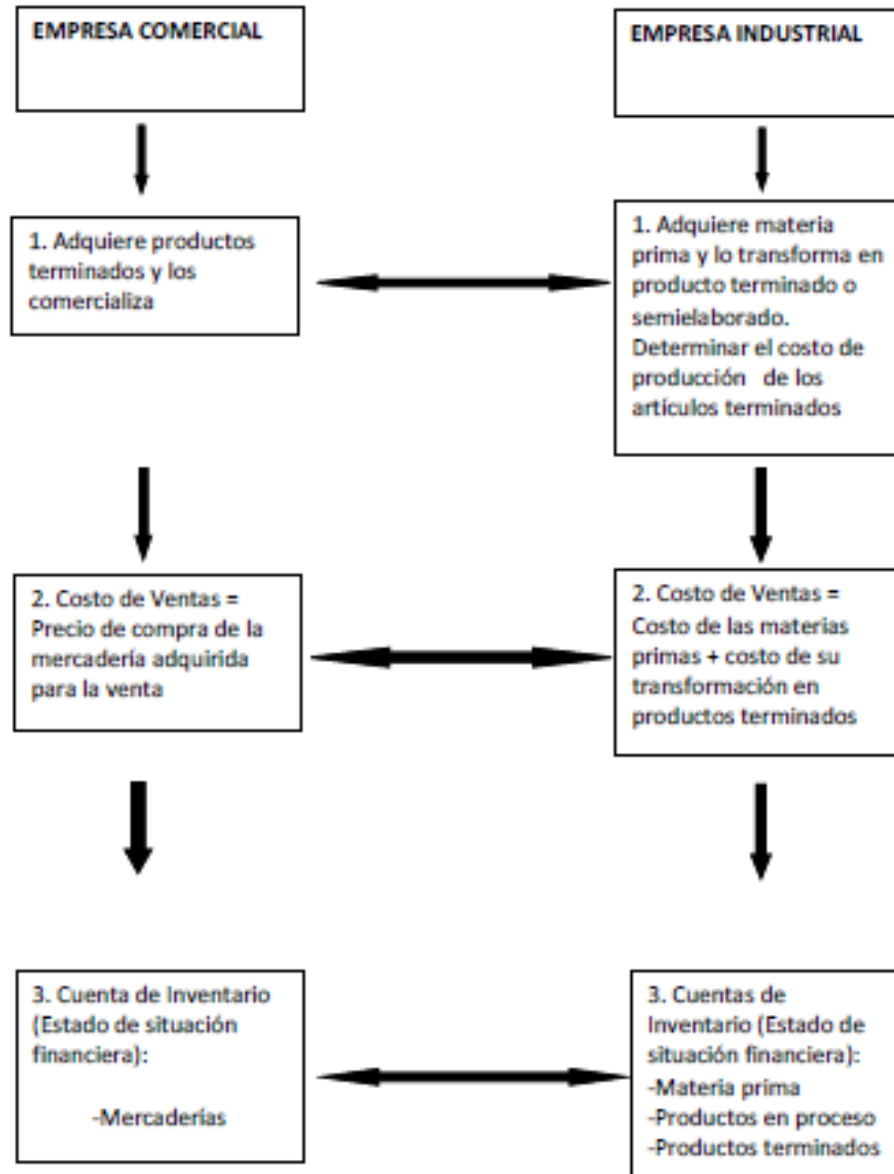 EMPRESA COMERCIAL
EMPRESA INDUSTRIAL
1. Adquiere productos
terminados y los
comercializa
1. Adquiere materia
prima y lo transforma en
producto terminado o
semielaborado.
Determinar el costo de
producción de los
artículos terminados
2. Costo de Ventas =
Precio de compra de la
mercadería adquirida
para la venta
2. Costo de Ventas =
Costo de las materias
primas + costo de su
transformación en
productos terminados
3. Cuenta de Inventario
(Estado de situación
financiera):
-Mercaderías
3. Cuentas de
Inventario (Estado de
situación financiera):
-Materia prima
-Productos en proceso
-Productos terminados